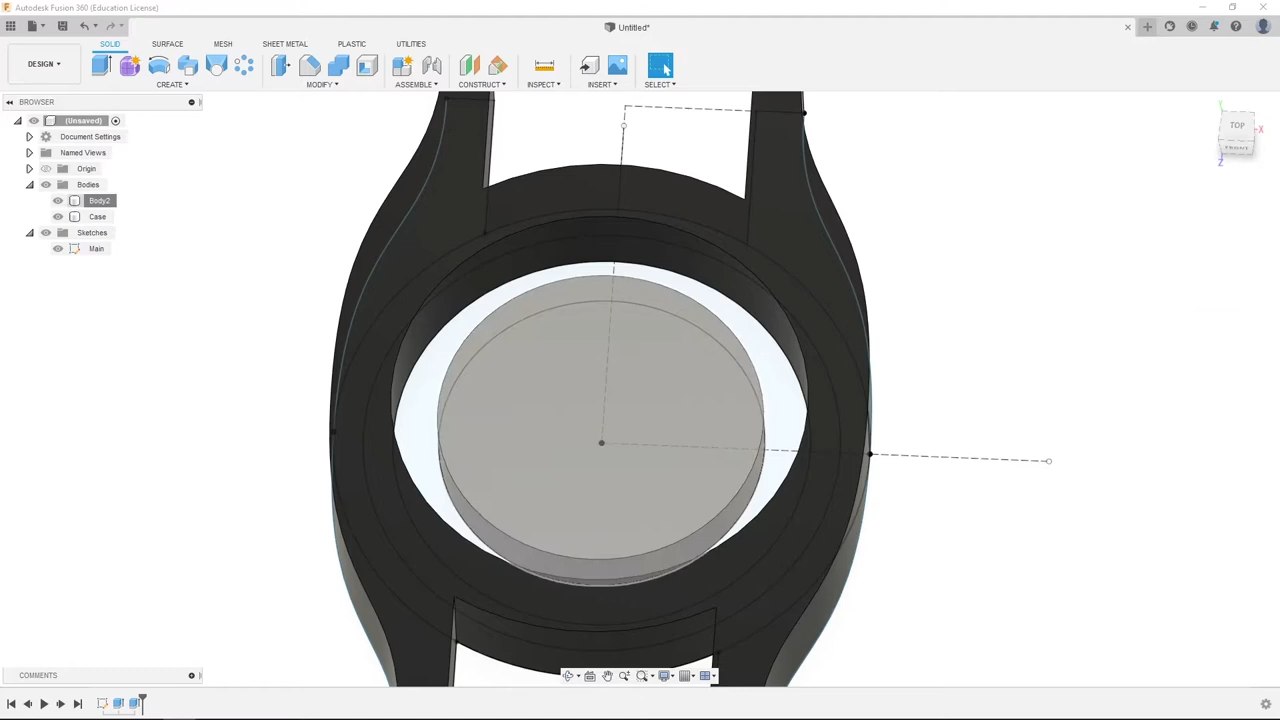 Autodesk Fusion 360 (Education License)
Untitled*
DESIGN
SOLID SURFACE MESH SHEET METAL PLASTIC UTILITIES
CREATE MODIFY ASSEMBLE CONSTRUCT INSPECT INSERT SELECT
BROWSER
(Unsaved)
Document Settings
Named Views
Origin
Bodies
Body2
Case
Sketches
Main
Y
TOP
X
FRONT
Z
COMMENTS